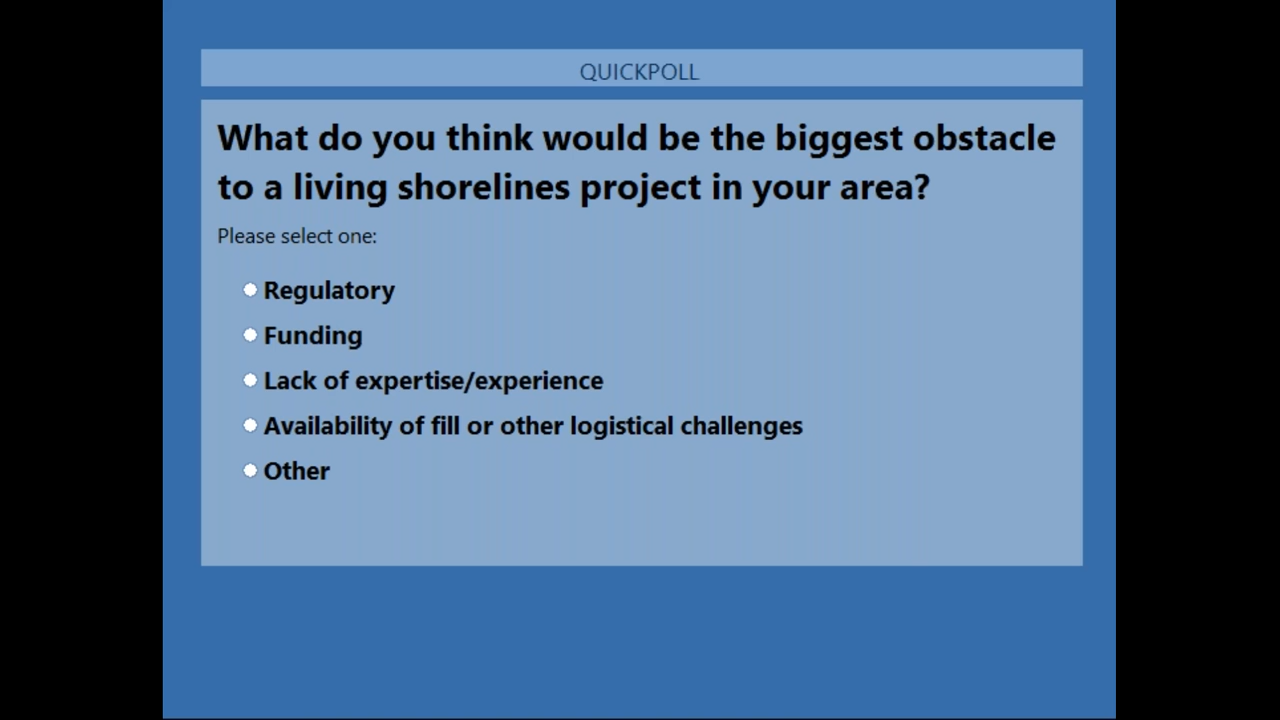 QUICKPOLL
What do you think would be the biggest obstacle
to a living shorelines project in your area?
Please select one:
Regulatory
Funding
Lack of expertise/experience
Availability of fill or other logistical challenges
Other